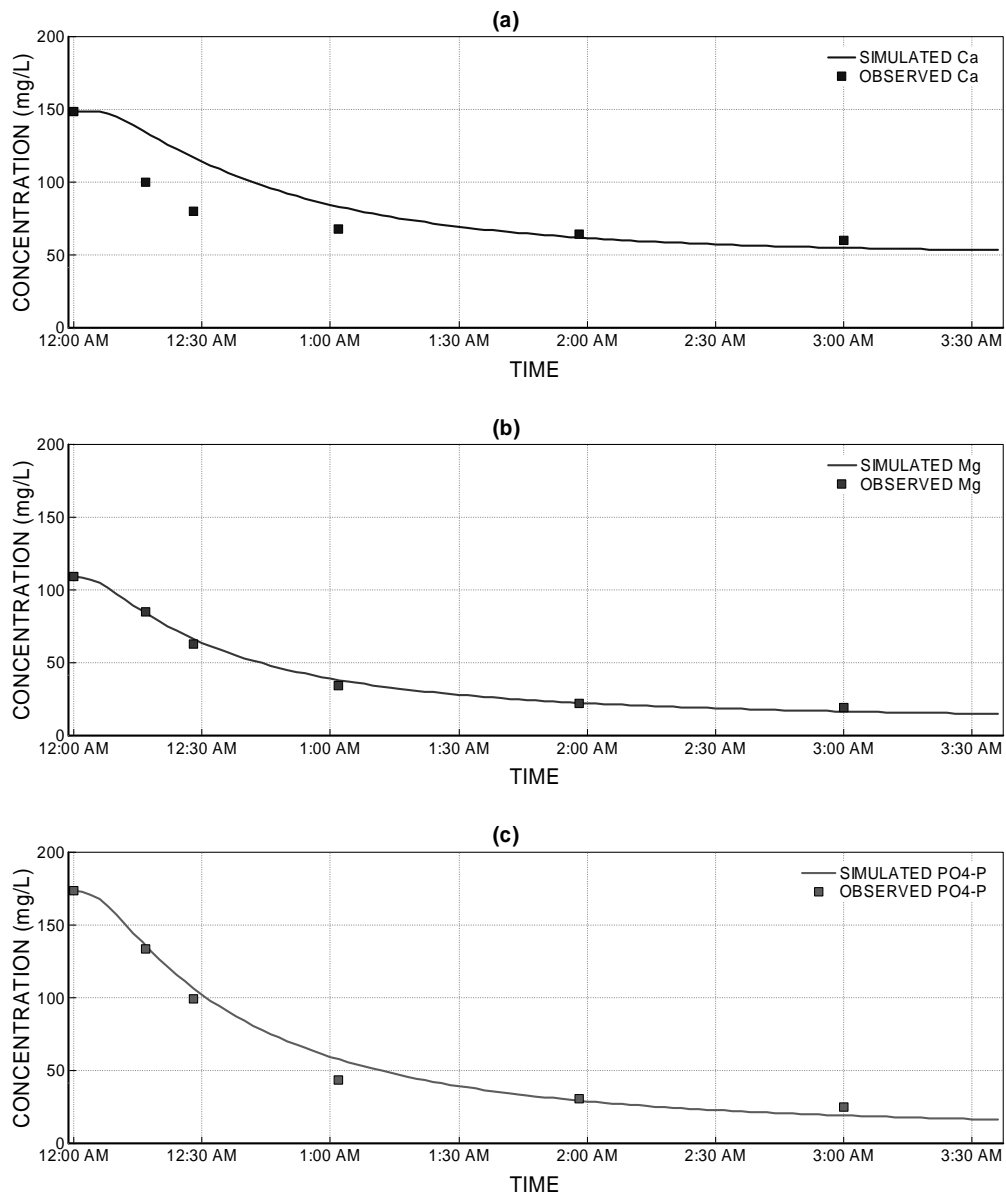 (a)
200
150
100
50
0
CONCENTRATION (mg/L)
SIMULATED Ca
OBSERVED Ca
12:00 AM 12:30 AM 1:00 AM 1:30 AM 2:00 AM 2:30 AM 3:00 AM 3:30 AM
TIME
(b)
200
150
100
50
0
CONCENTRATION (mg/L)
SIMULATED Mg
OBSERVED Mg
12:00 AM 12:30 AM 1:00 AM 1:30 AM 2:00 AM 2:30 AM 3:00 AM 3:30 AM
TIME
(c)
200
150
100
50
0
CONCENTRATION (mg/L)
SIMULATED PO4-P
OBSERVED PO4-P
12:00 AM 12:30 AM 1:00 AM 1:30 AM 2:00 AM 2:30 AM 3:00 AM 3:30 AM
TIME